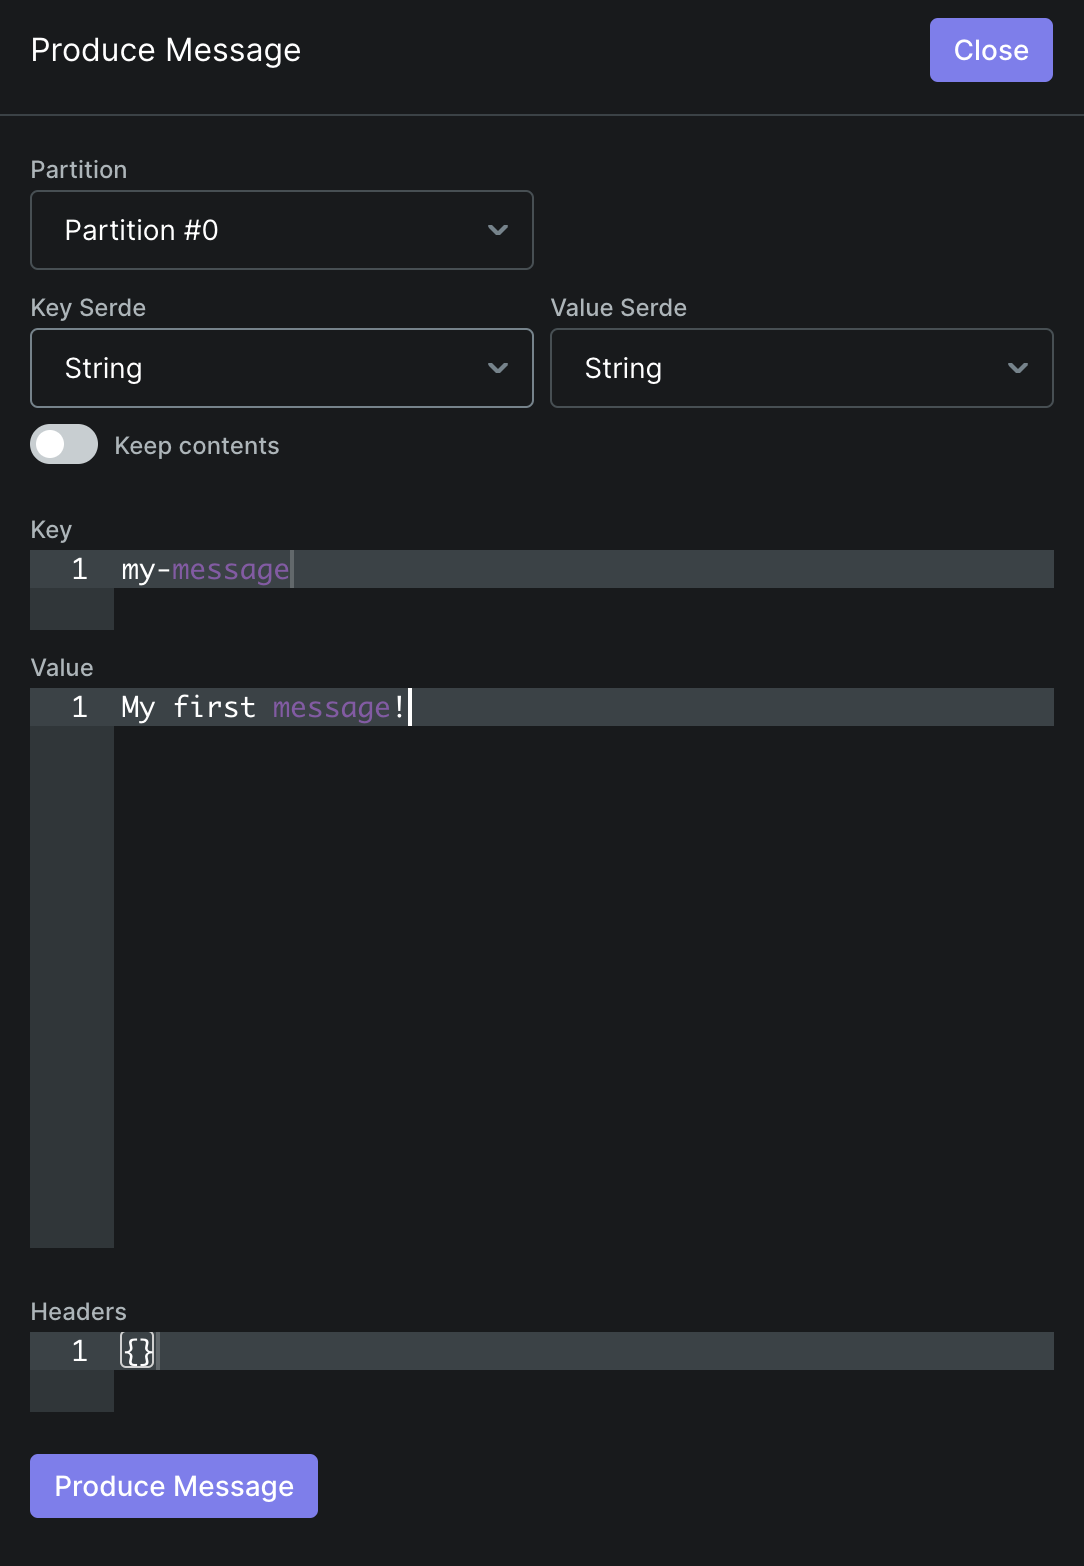 Produce Message Close
Partition
Partition #0
Key Serde Value Serde
String String
Keep contents
Key
1 my-message
Value
1 My first message!
Headers
1 {}
Produce Message